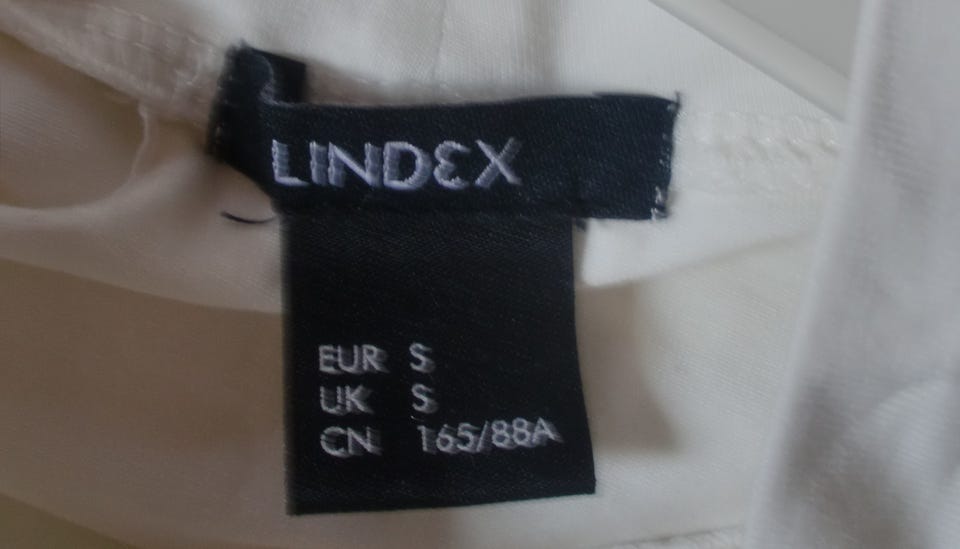 LINDEX
EUR S
UK S
CN 165/88A